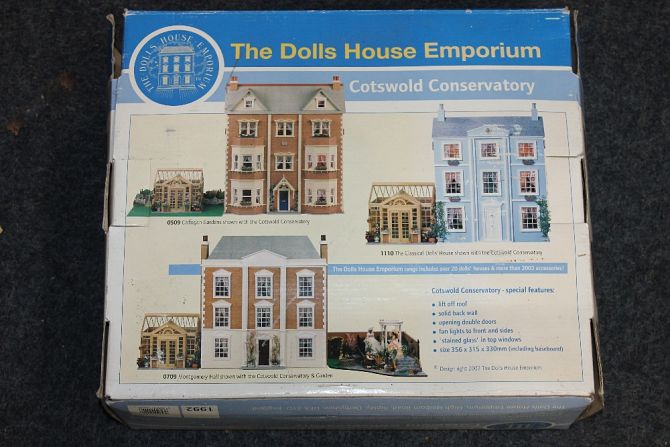 THE DOLLS HOUSE EMPORIUM
The Dolls House Emporium
Cotswold Conservatory
0509 Cadogan Gardens shown with the Cotswold Conservatory
1110 The Classical Dolls' House shown with the Cotswold Conservatory
The Dolls House Emporium range includes over 20 dolls' houses & more than 2002 accessories!
Cotswold Conservatory - special features:
• lift off roof
• solid back wall
• opening double doors
• fan lights to front and sides
• 'stained glass' in top windows
• size 356 x 315 x 330mm (including baseboard)
© Design right 2002 The Dolls House Emporium
0709 Montgomery Hall shown with the Cotswold Conservatory & Garden
1992